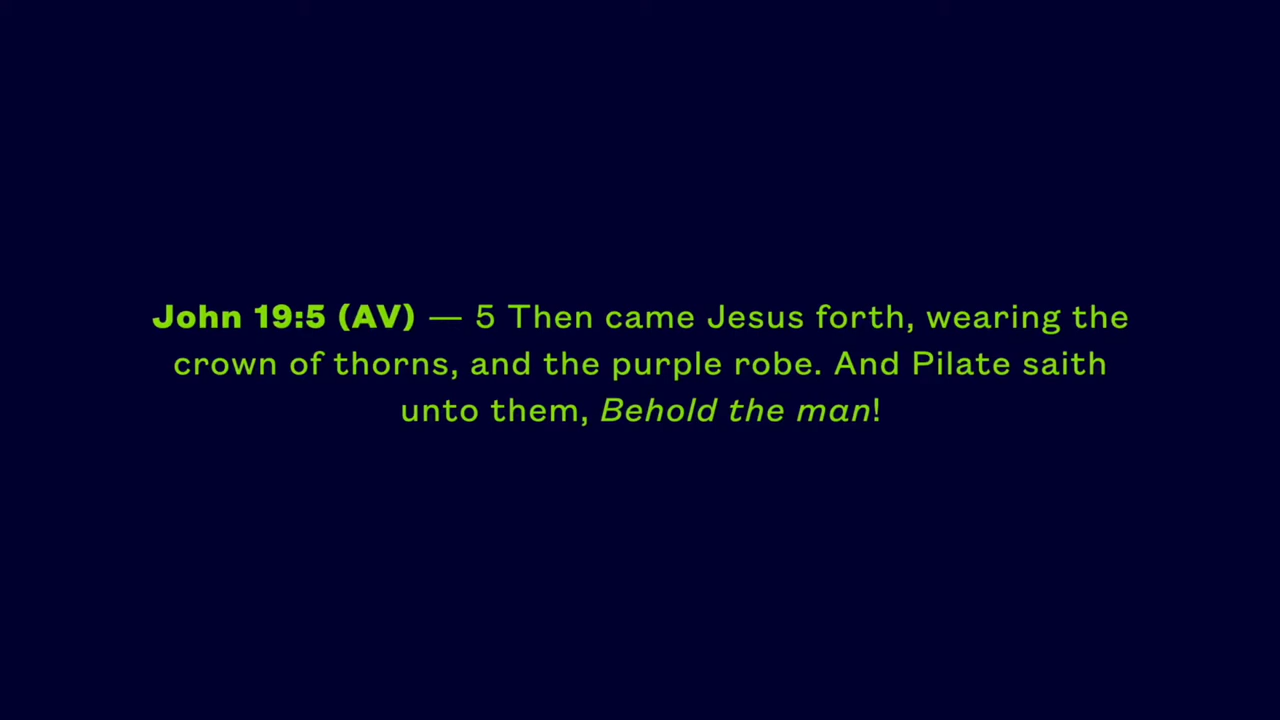 John 19:5 (AV) — 5 Then came Jesus forth, wearing the
crown of thorns, and the purple robe. And Pilate saith
unto them, Behold the man!